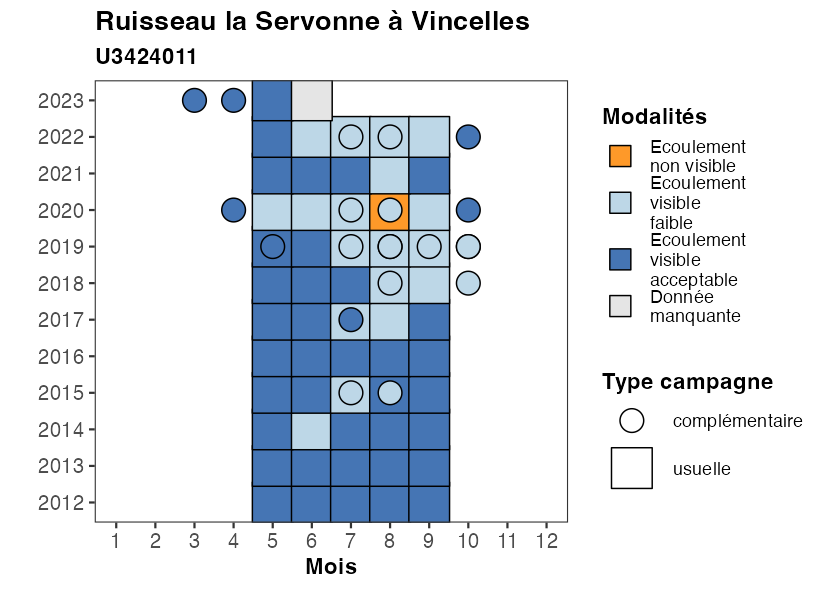 Ruisseau la Servonne à Vincelles
U3424011
2023
2022
2021
2020
2019
2018
2017
2016
2015
2014
2013
2012
1 2 3 4 5 6 7 8 9 10 11 12
Mois
Modalités
Ecoulement
non visible
Ecoulement
visible
faible
Ecoulement
visible
acceptable
Donnée
manquante
Type campagne
complémentaire
usuelle